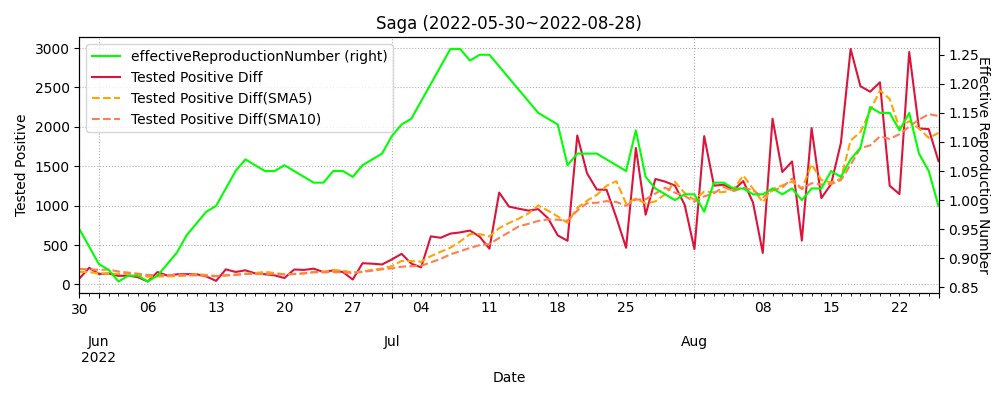 Saga (2022-05-30~2022-08-28)
effectiveReproductionNumber (right)
Tested Positive Diff
Tested Positive Diff(SMA5)
Tested Positive Diff(SMA10)
Tested Positive
3000
2500
2000
1500
1000
500
0
Effective Reproduction Number
1.25
1.20
1.15
1.10
1.05
1.00
0.95
0.90
0.85
30 06 13 20 27 04 11 18 25 08 15 22
Jun Jul Aug
2022
Date